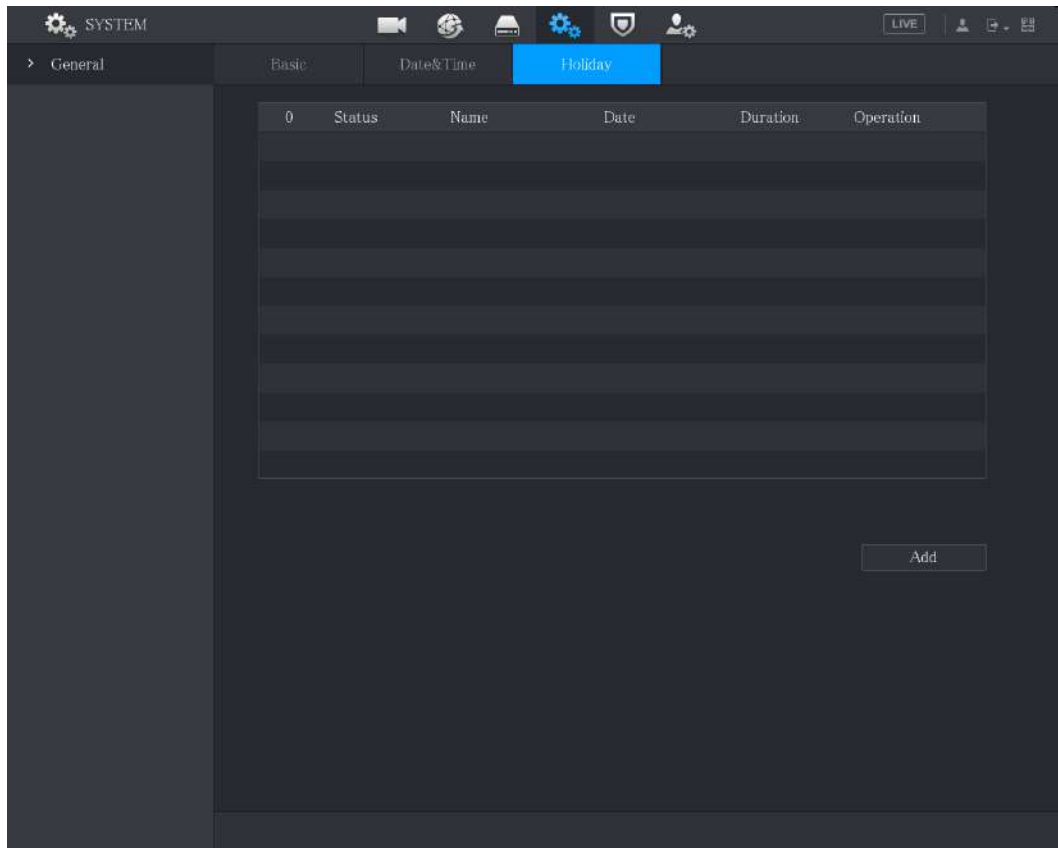 SYSTEM LIVE
General Basic Date&Time Holiday
0 Status Name Date Duration Operation
Add